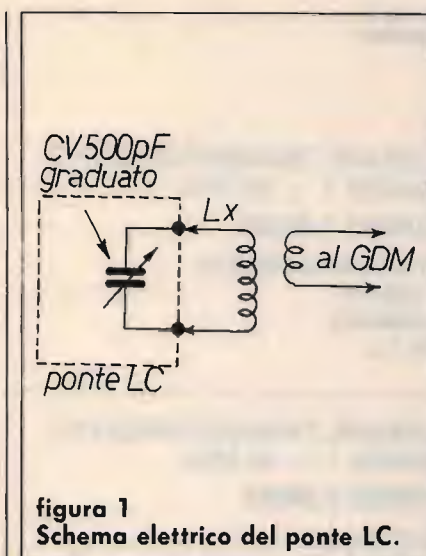 CV500pF
graduato
Lx
al GDM
ponte LC
figura 1
Schema elettrico del ponte LC.